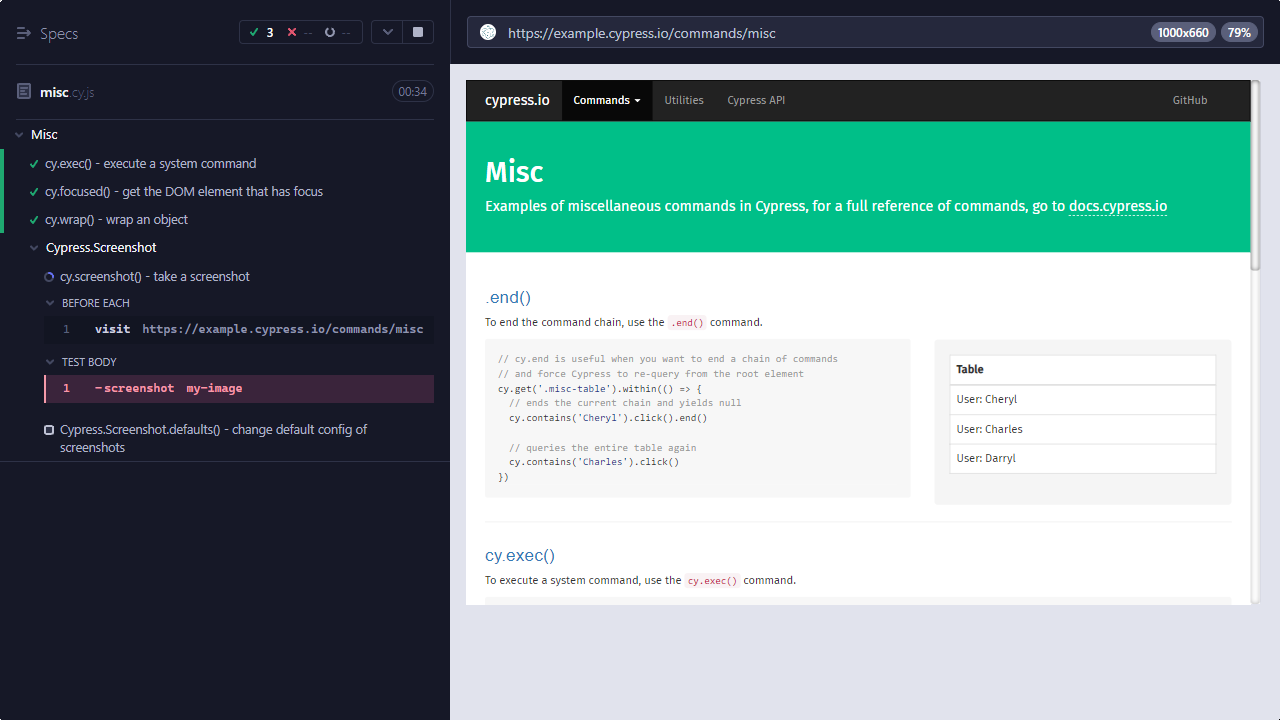 Specs
3 -- --
misc.cy.js 00:34
Misc
cy.exec() - execute a system command
cy.focused() - get the DOM element that has focus
cy.wrap() - wrap an object
Cypress.Screenshot
cy.screenshot() - take a screenshot
BEFORE EACH
1 visit https://example.cypress.io/commands/misc
TEST BODY
1 -screenshot my-image
Cypress.Screenshot.defaults() - change default config of
screenshots
https://example.cypress.io/commands/misc 1000x660 79%
cypress.io Commands Utilities Cypress API GitHub
Misc
Examples of miscellaneous commands in Cypress, for a full reference of commands, go to docs.cypress.io
.end()
To end the command chain, use the .end() command.
// cy.end is useful when you want to end a chain of commands
// and force Cypress to re-query from the root element
cy.get('.misc-table').within(() => {
// ends the current chain and yields null
cy.contains('Cheryl').click().end()
// queries the entire table again
cy.contains('Charles').click()
})
Table
User: Cheryl
User: Charles
User: Darryl
cy.exec()
To execute a system command, use the cy.exec() command.